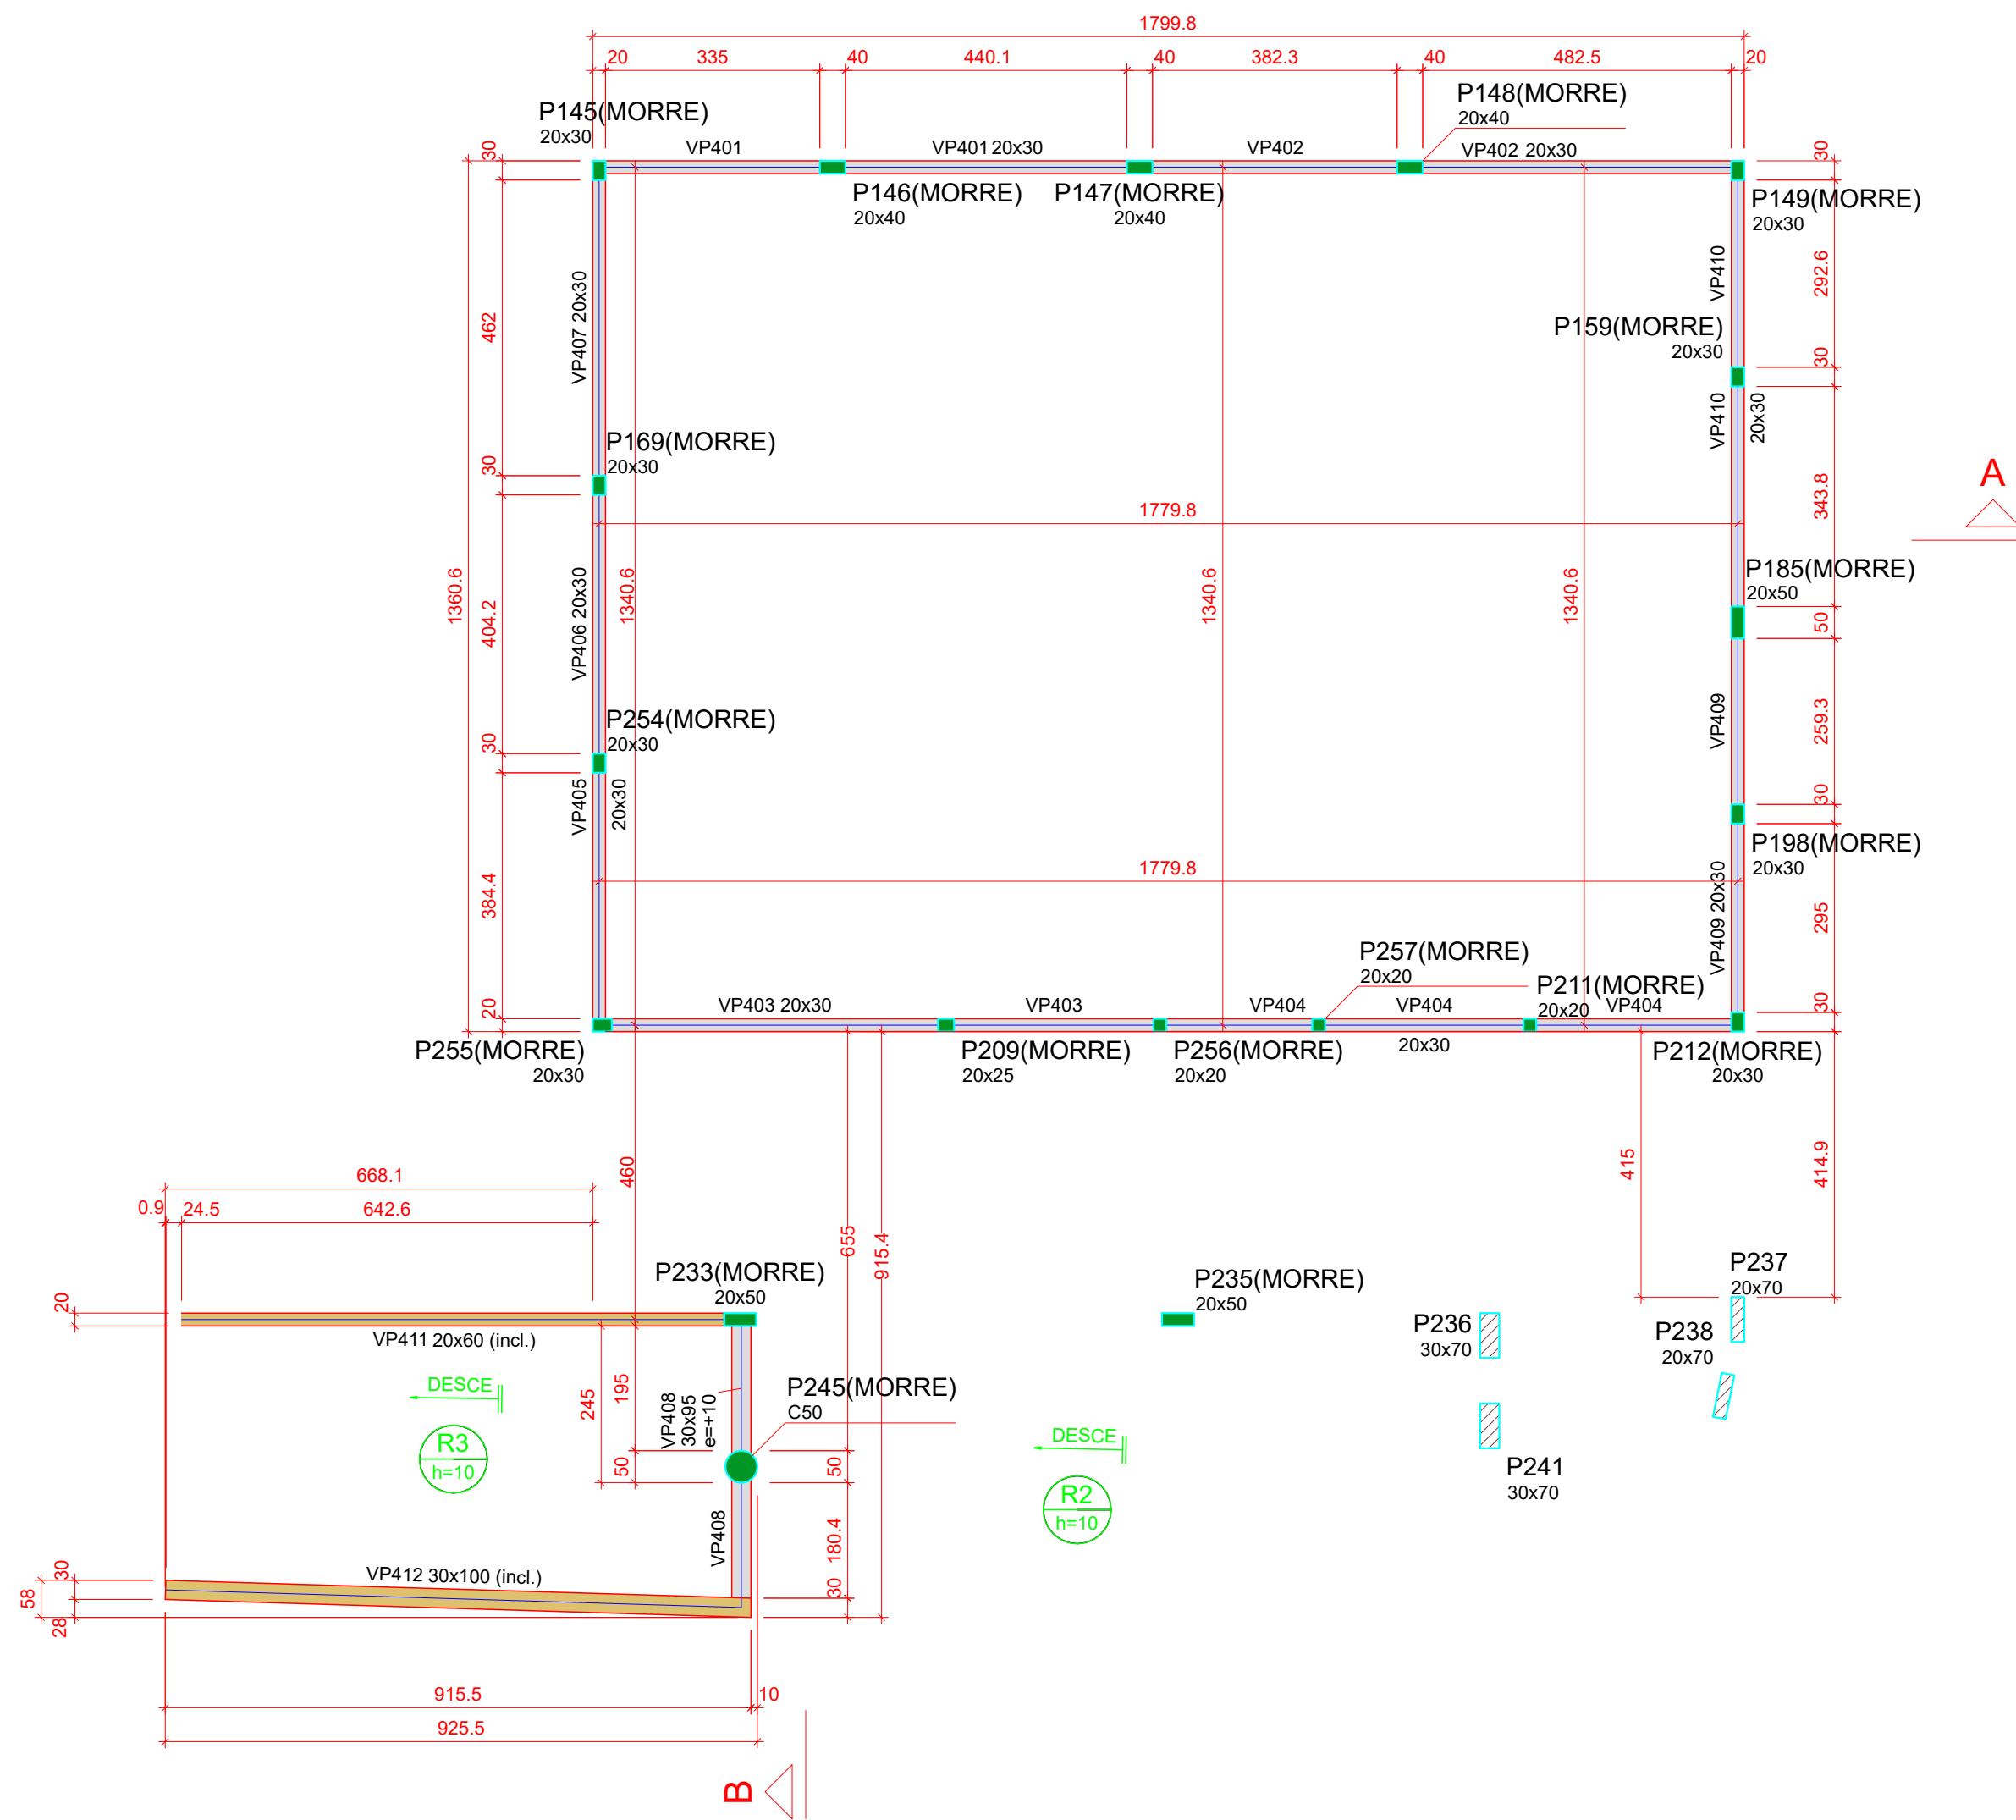 1799.8
20 335 40 440.1 40 382.3 40 482.5 20
P145(MORRE)
20x30
P148(MORRE)
20x40
VP401
VP401 20x30
VP402
VP402 20x30
30
30
P146(MORRE)
20x40
P147(MORRE)
20x40
P149(MORRE)
20x30
VP407 20x30
462
VP410
292.6
P159(MORRE)
20x30
30
VP410
20x30
P169(MORRE)
20x30
30
343.8
A
1779.8
1360.6
404.2
VP406 20x30
1340.6
1340.6
1340.6
P185(MORRE)
20x50
50
P254(MORRE)
20x30
30
VP409
259.3
VP405
20x30
30
P198(MORRE)
20x30
1779.8
384.4
VP409 20x30
295
P257(MORRE)
20x20
P211(MORRE)
20x20
20
VP403 20x30
VP403
VP404
VP404
VP404
30
P255(MORRE)
20x30
P209(MORRE)
20x25
P256(MORRE)
20x20
20x30
P212(MORRE)
20x30
668.1
0.9 24.5 642.6
460
655
915.4
415
414.9
P233(MORRE)
20x50
P235(MORRE)
20x50
P237
20x70
20
VP411 20x60 (incl.)
P236
30x70
P238
20x70
DESCE
R3
h=10
245
195
VP408
30x95
e=+10
P245(MORRE)
C50
DESCE
R2
h=10
50
50
P241
30x70
VP408
180.4
VP412 30x100 (incl.)
30
58
28
30
915.5 10
925.5
B